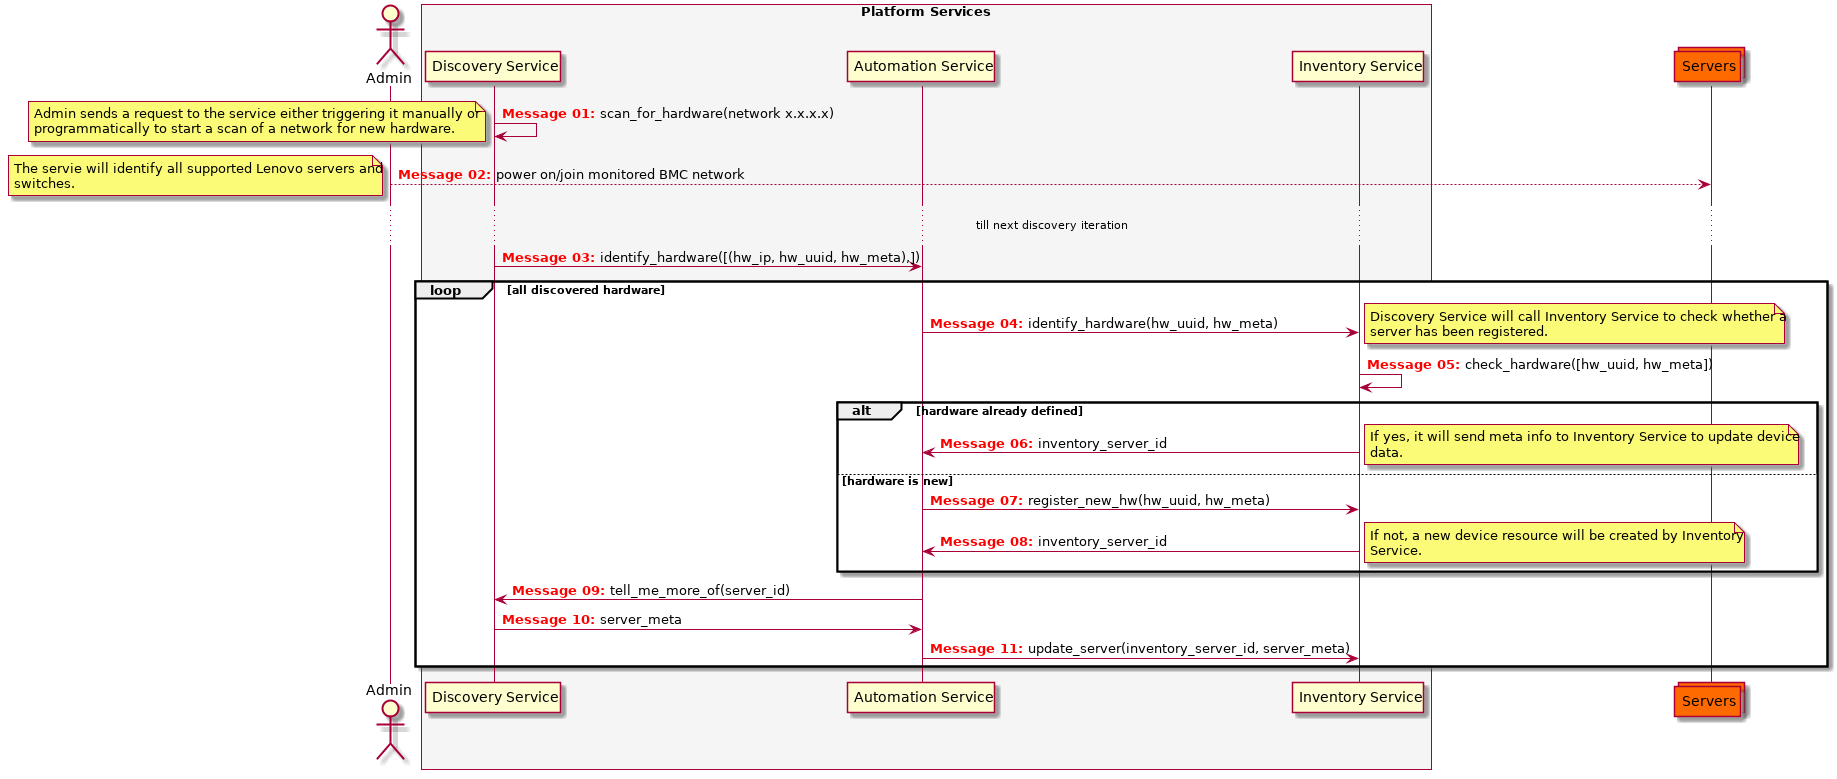 Platform Services
Admin
Discovery Service
Automation Service
Inventory Service
Servers
Admin sends a request to the service either triggering it manually or
programmatically to start a scan of a network for new hardware.
Message 01: scan_for_hardware(network x.x.x.x)
The servie will identify all supported Lenovo servers and
switches.
Message 02: power on/join monitored BMC network
till next discovery iteration
Message 03: identify_hardware([(hw_ip, hw_uuid, hw_meta),])
loop [all discovered hardware]
Message 04: identify_hardware(hw_uuid, hw_meta)
Discovery Service will call Inventory Service to check whether a
server has been registered.
Message 05: check_hardware([hw_uuid, hw_meta])
alt [hardware already defined]
Message 06: inventory_server_id
If yes, it will send meta info to Inventory Service to update device
data.
[hardware is new]
Message 07: register_new_hw(hw_uuid, hw_meta)
Message 08: inventory_server_id
If not, a new device resource will be created by Inventory
Service.
Message 09: tell_me_more_of(server_id)
Message 10: server_meta
Message 11: update_server(inventory_server_id, server_meta)
Admin
Discovery Service
Automation Service
Inventory Service
Servers